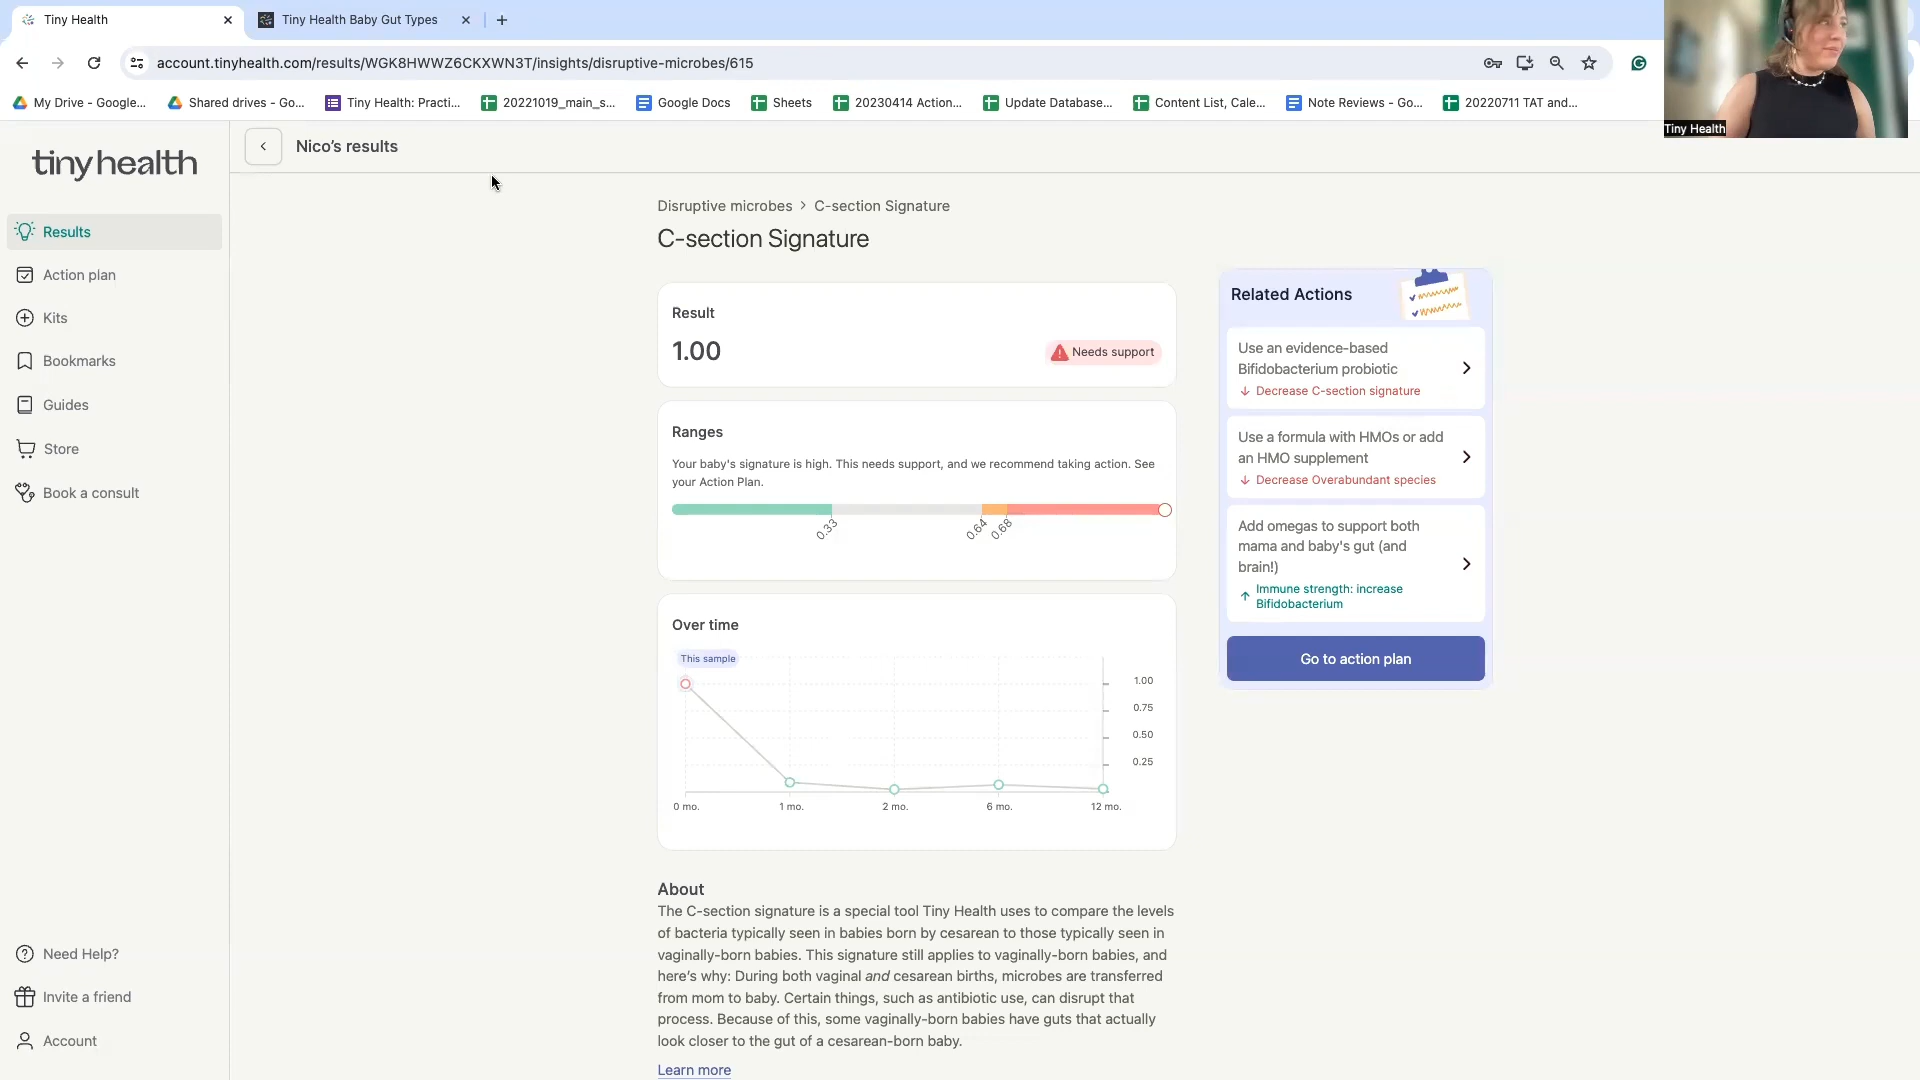 Tiny Health
Tiny Health Baby Gut Types
account.tinyhealth.com/results/WGK8HWWZ6CKXWN3T/insights/disruptive-microbes/615
My Drive - Google...
Shared drives - Go...
Tiny Health: Practi...
20221019_main_s...
Google Docs
Sheets
20230414 Action...
Update Database...
Content List, Cale...
Note Reviews - Go...
20220711 TAT and...
Tiny Health
tinyhealth
Results
Action plan
Kits
Bookmarks
Guides
Store
Book a consult
Need Help?
Invite a friend
Account
Nico’s results
Disruptive microbes > C-section Signature
C-section Signature
Result
1.00
Needs support
Ranges
Your baby's signature is high. This needs support, and we recommend taking action. See
your Action Plan.
0.33
0.64
0.68
Over time
This sample
1.00
0.75
0.50
0.25
0 mo.
1 mo.
2 mo.
6 mo.
12 mo.
About
The C-section signature is a special tool Tiny Health uses to compare the levels
of bacteria typically seen in babies born by cesarean to those typically seen in
vaginally-born babies. This signature still applies to vaginally-born babies, and
here’s why: During both vaginal and cesarean births, microbes are transferred
from mom to baby. Certain things, such as antibiotic use, can disrupt that
process. Because of this, some vaginally-born babies have guts that actually
look closer to the gut of a cesarean-born baby.
Learn more
Related Actions
Use an evidence-based
Bifidobacterium probiotic
Decrease C-section signature
Use a formula with HMOs or add
an HMO supplement
Decrease Overabundant species
Add omegas to support both
mama and baby's gut (and
brain!)
Immune strength: increase
Bifidobacterium
Go to action plan